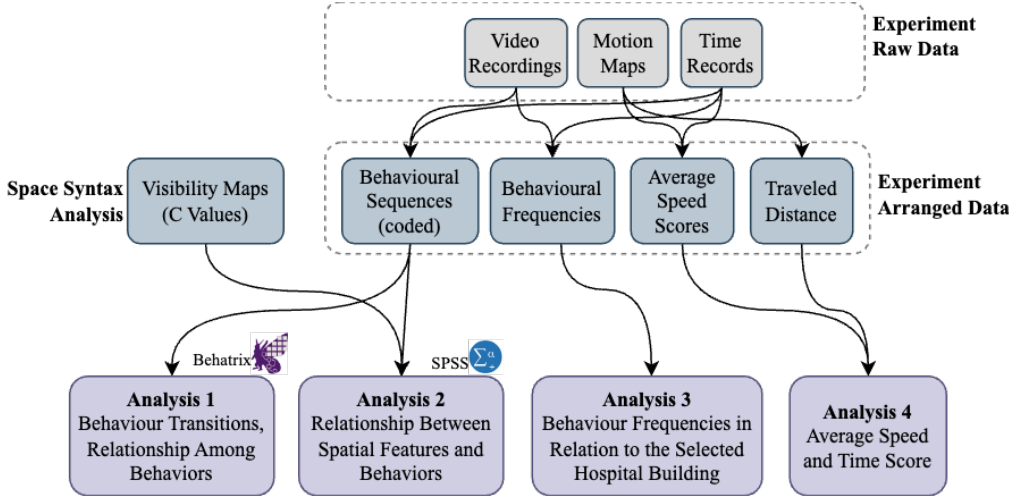 Experiment
Raw Data
Video
Recordings
Motion
Maps
Time
Records
Space Syntax
Analysis
Visibility Maps
(C Values)
Behavioural
Sequences
(coded)
Behavioural
Frequencies
Average
Speed
Scores
Traveled
Distance
Experiment
Arranged Data
Behatrix
SPSS
Σ α +
Analysis 1
Behaviour Transitions,
Relationship Among
Behaviors
Analysis 2
Relationship Between
Spatial Features and
Behaviors
Analysis 3
Behaviour Frequencies in
Relation to the Selected
Hospital Building
Analysis 4
Average Speed
and Time Score